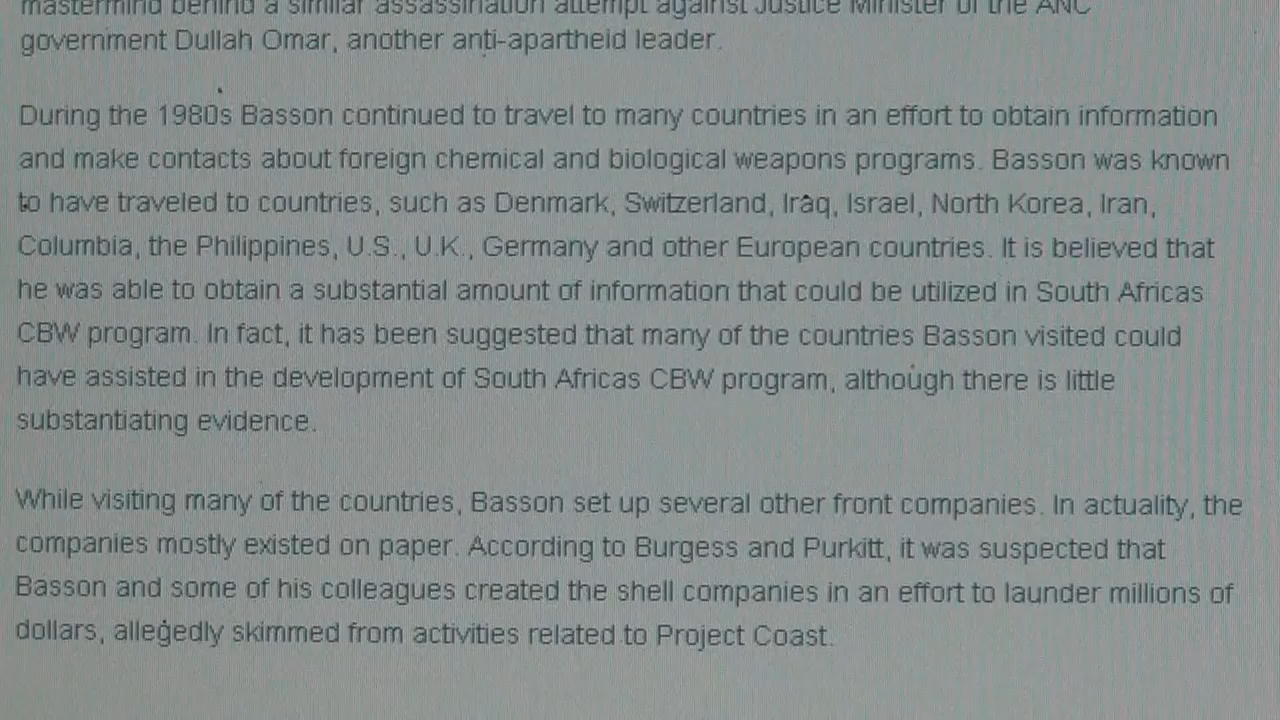 mastermind behind a similar assassination attempt against Justice Minister of the ANC
government Dullah Omar, another anti-apartheid leader.
During the 1980s Basson continued to travel to many countries in an effort to obtain information
and make contacts about foreign chemical and biological weapons programs. Basson was known
to have traveled to countries, such as Denmark, Switzerland, Iraq, Israel, North Korea, Iran,
Columbia, the Philippines, U.S., U.K., Germany and other European countries. It is believed that
he was able to obtain a substantial amount of information that could be utilized in South Africas
CBW program. In fact, it has been suggested that many of the countries Basson visited could
have assisted in the development of South Africas CBW program, although there is little
substantiating evidence.
While visiting many of the countries, Basson set up several other front companies. In actuality, the
companies mostly existed on paper. According to Burgess and Purkitt, it was suspected that
Basson and some of his colleagues created the shell companies in an effort to launder millions of
dollars, allegedly skimmed from activities related to Project Coast.